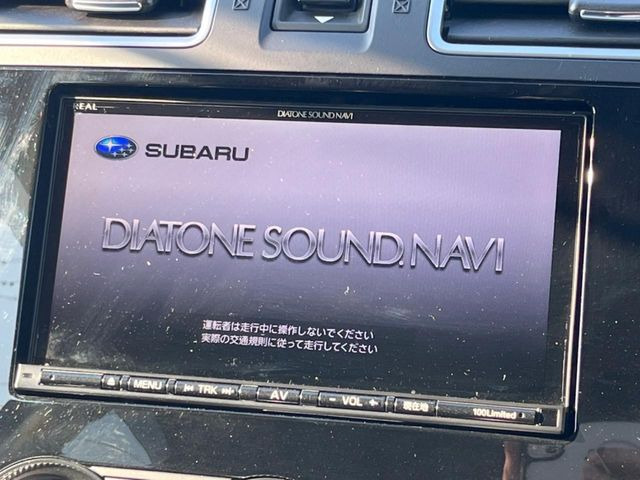 REAL
DIATONE SOUND NAVI
SUBARU
DIATONE SOUND.NAVI
運転者は走行中に操作しないでください
実際の交通規則に従って走行してください
MENU
TRK
AV
− VOL +
現在地
100Limited